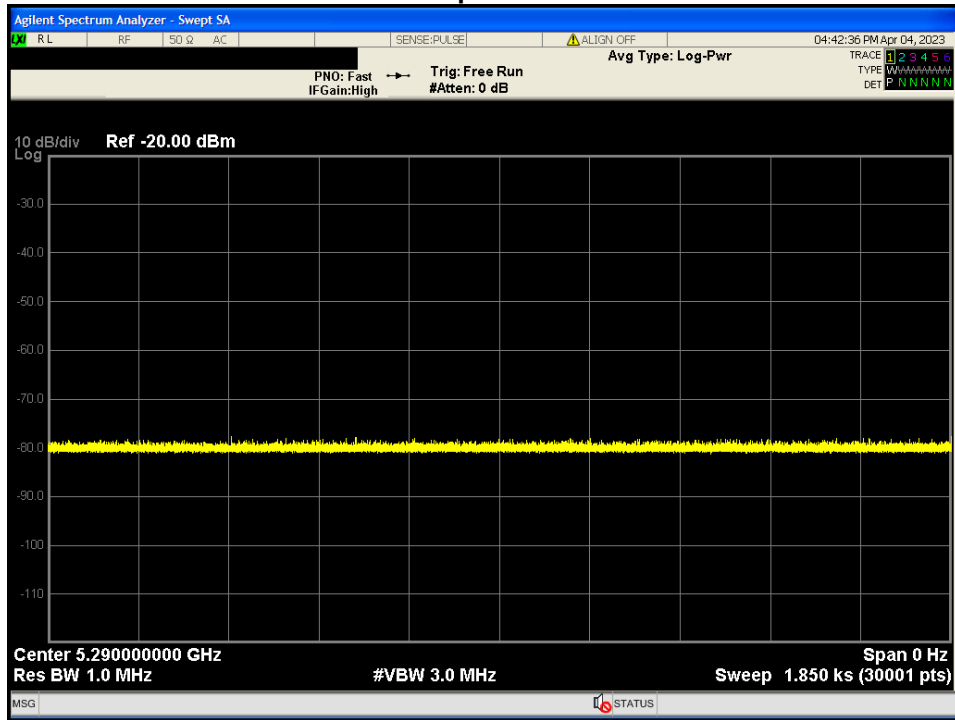 Agilent Spectrum Analyzer - Swept SA
LXI RL RF 50 Ω AC SENSE:PULSE ALIGN OFF 04:42:36 PM Apr 04, 2023
Avg Type: Log-Pwr TRACE 1 2 3 4 5 6
PNO: Fast Trig: Free Run TYPE WWWWWW
IFGain:High #Atten: 0 dB DET P N N N N N
10 dB/div Ref -20.00 dBm
Log
-30.0
-40.0
-50.0
-60.0
-70.0
-80.0
-90.0
-100
-110
Center 5.290000000 GHz Span 0 Hz
Res BW 1.0 MHz #VBW 3.0 MHz Sweep 1.850 ks (30001 pts)
MSG STATUS